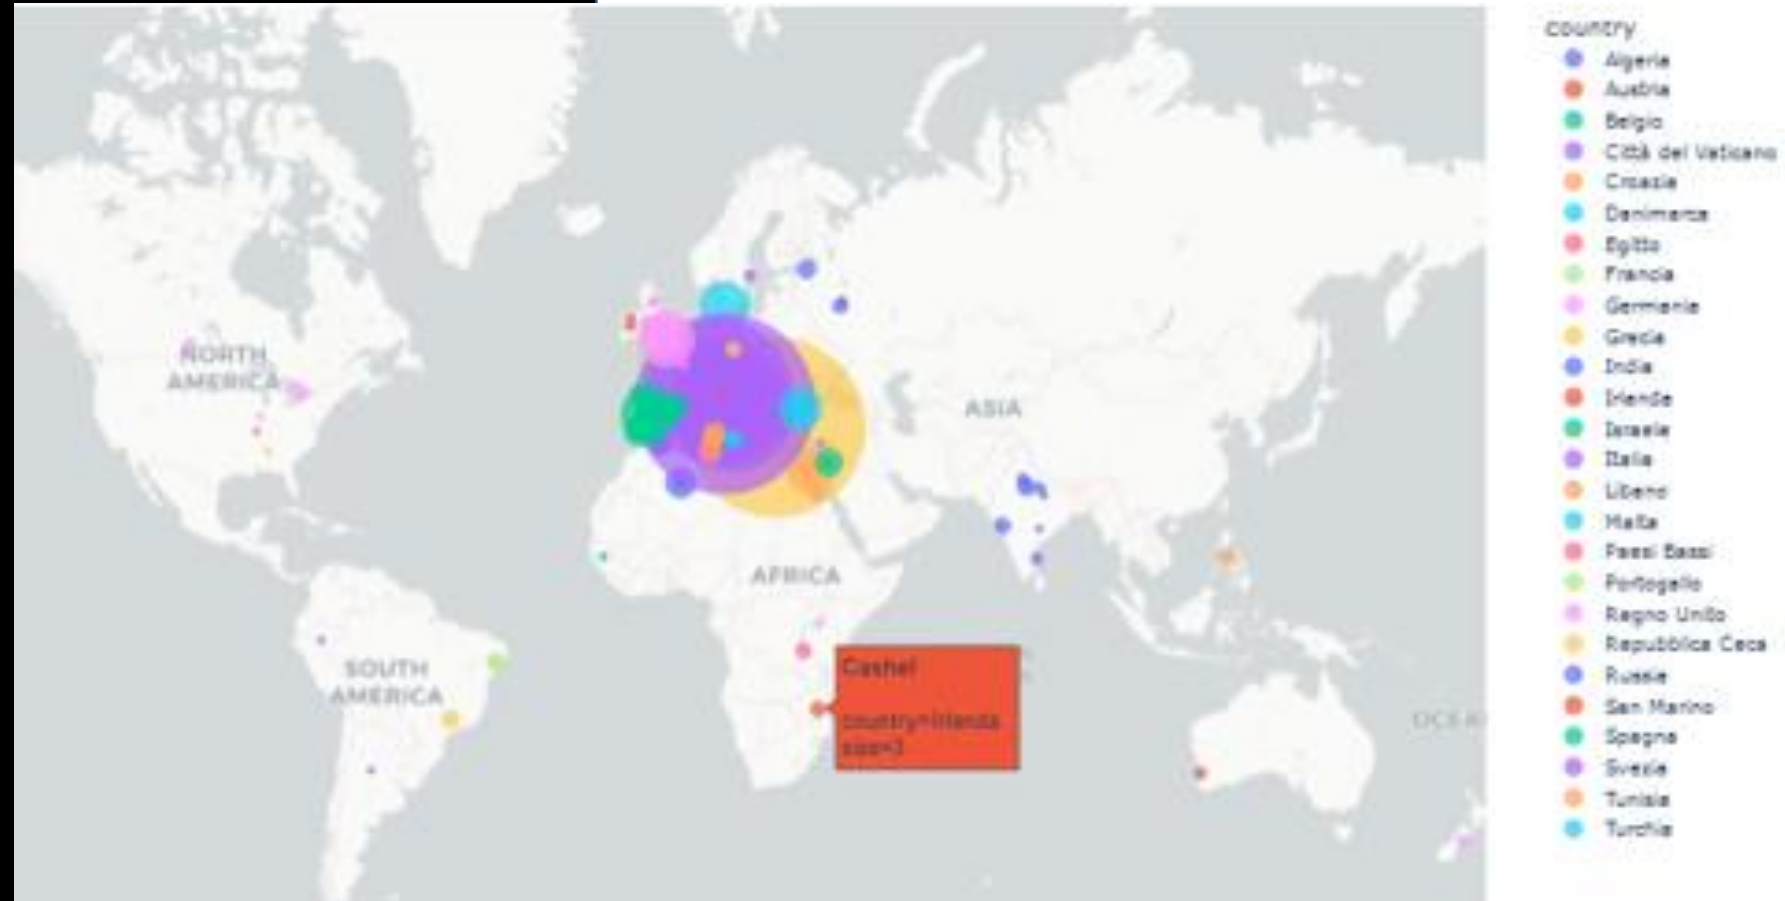 country
Algeria
Austria
Belgio
Città del Vaticano
Croazia
Danimarca
Egitto
Francia
Germania
Grecia
India
Irlanda
Israele
Italia
Libano
Malta
Paesi Bassi
Portogallo
Regno Unito
Repubblica Ceca
Russia
San Marino
Spagna
Svezia
Tunisia
Turchia
NORTH
AMERICA
ASIA
AFRICA
SOUTH
AMERICA
OCEA
Cashel
country=Irlanda